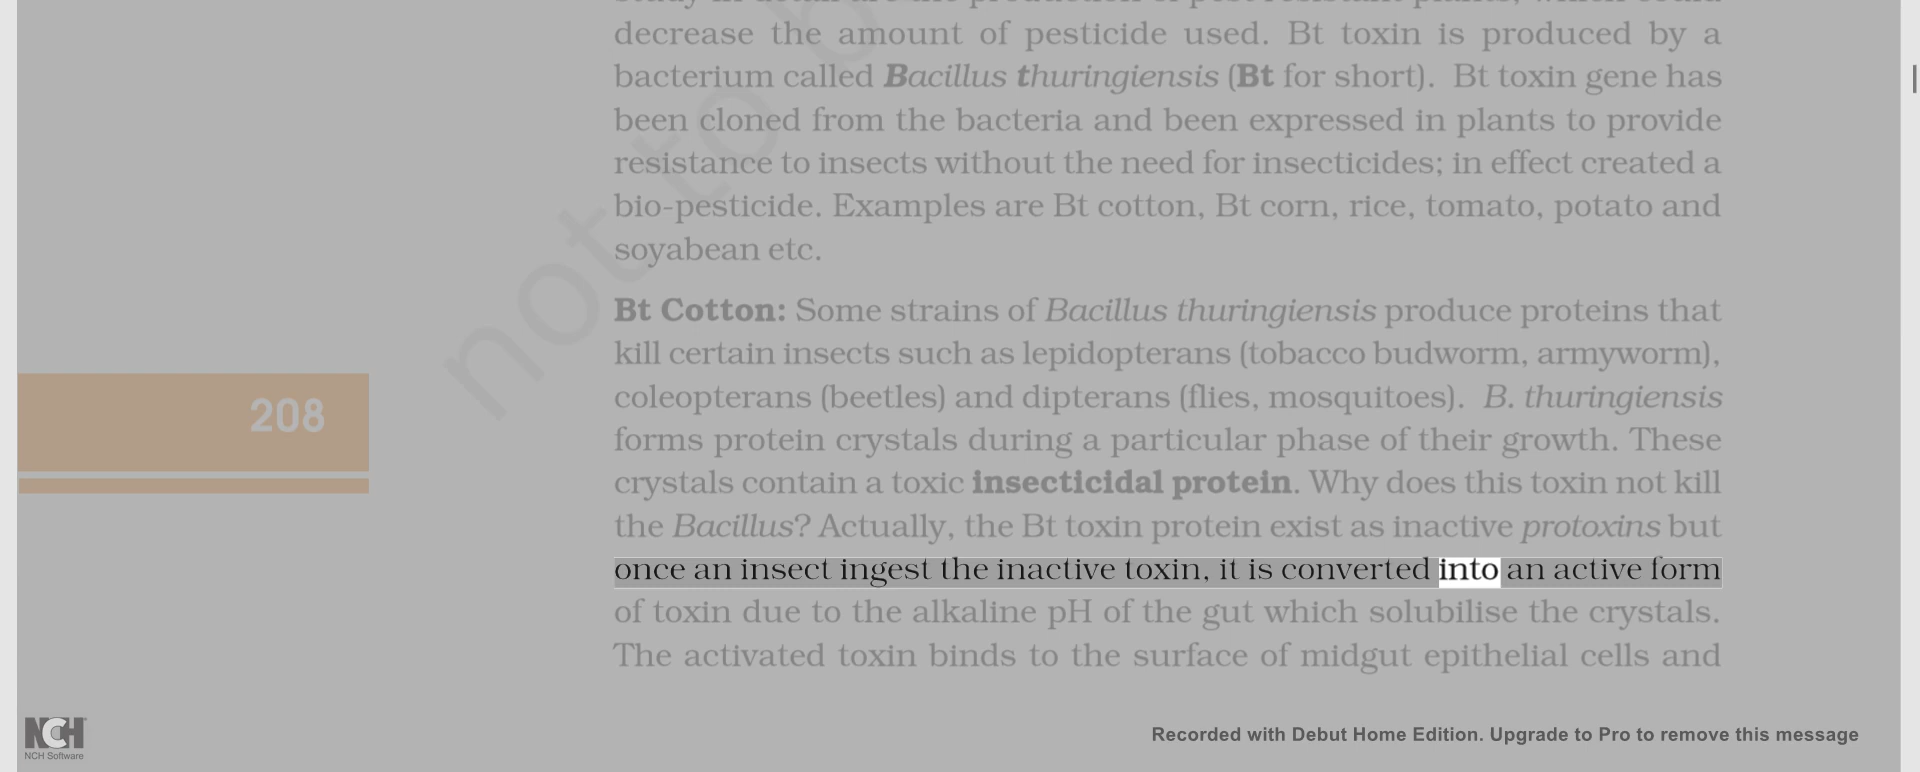 decrease the amount of pesticide used. Bt toxin is produced by a
bacterium called Bacillus thuringiensis (Bt for short). Bt toxin gene has
been cloned from the bacteria and been expressed in plants to provide
resistance to insects without the need for insecticides; in effect created a
bio-pesticide. Examples are Bt cotton, Bt corn, rice, tomato, potato and
soyabean etc.
Bt Cotton: Some strains of Bacillus thuringiensis produce proteins that
kill certain insects such as lepidopterans (tobacco budworm, armyworm),
coleopterans (beetles) and dipterans (flies, mosquitoes). B. thuringiensis
forms protein crystals during a particular phase of their growth. These
crystals contain a toxic insecticidal protein. Why does this toxin not kill
the Bacillus? Actually, the Bt toxin protein exist as inactive protoxins but
once an insect ingest the inactive toxin, it is converted into an active form
of toxin due to the alkaline pH of the gut which solubilise the crystals.
The activated toxin binds to the surface of midgut epithelial cells and
208
not to b
NCH
NCH Software
Recorded with Debut Home Edition. Upgrade to Pro to remove this message